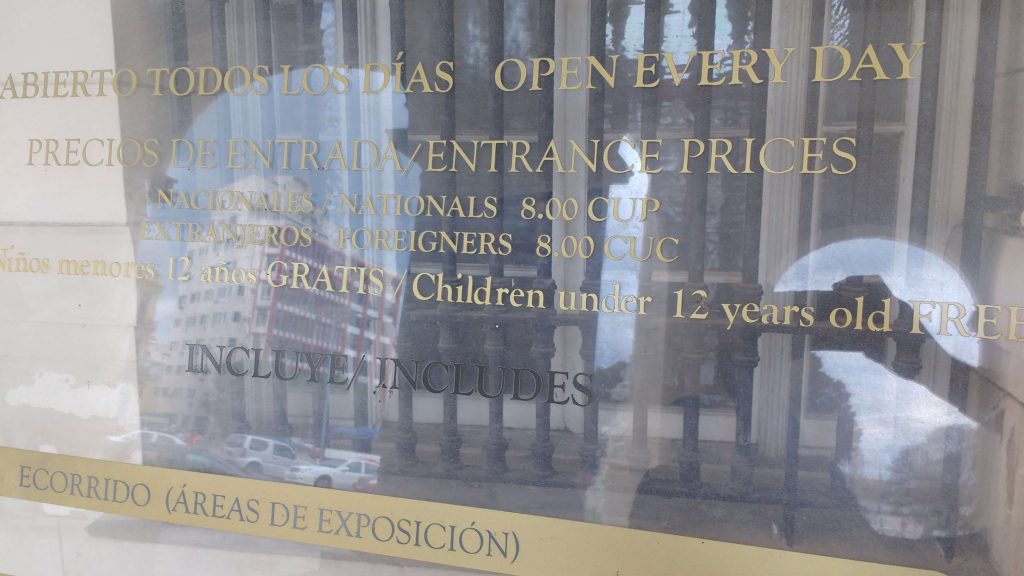 ABIERTO TODOS LOS DÍAS OPEN EVERY DAY
PRECIOS DE ENTRADA/ENTRANCE PRICES
NACIONALES / NATIONALS 8.00 CUP
EXTRANJEROS FOREIGNERS 8.00 CUC
Niños menores 12 años GRATIS / Children under 12 years old FREE
INCLUYE/ INCLUDES
ECORRIDO (ÁREAS DE EXPOSICIÓN)